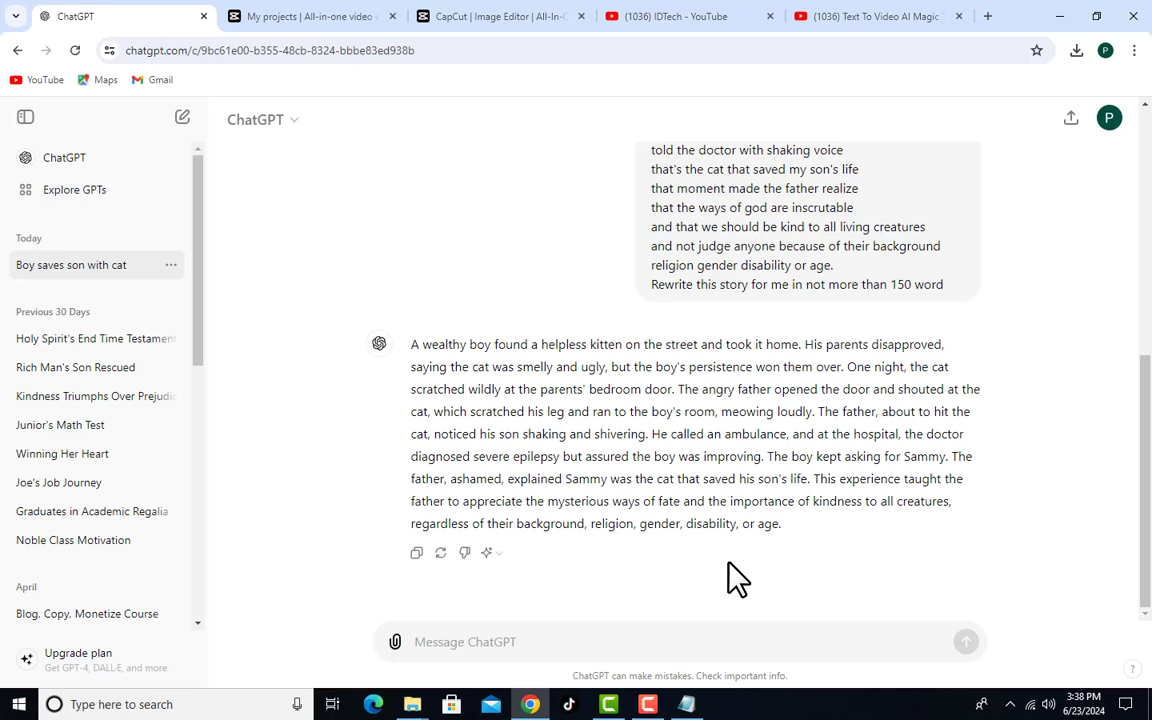 ChatGPT
My projects | All-in-one video e
CapCut | Image Editor | All-In-C
(1036) IDTech - YouTube
(1036) Text To Video AI Magic T
chatgpt.com/c/9bc61e00-b355-48cb-8324-bbbe83ed938b
P
YouTube
Maps
Gmail
ChatGPT
P
ChatGPT
Explore GPTs
Today
Boy saves son with cat
Previous 30 Days
Holy Spirit's End Time Testament
Rich Man's Son Rescued
Kindness Triumphs Over Prejudic
Junior's Math Test
Winning Her Heart
Joe's Job Journey
Graduates in Academic Regalia
Noble Class Motivation
April
Blog, Copy, Monetize Course
Upgrade plan
Get GPT-4, DALL·E, and more
told the doctor with shaking voice
that's the cat that saved my son's life
that moment made the father realize
that the ways of god are inscrutable
and that we should be kind to all living creatures
and not judge anyone because of their background
religion gender disability or age.
Rewrite this story for me in not more than 150 word
A wealthy boy found a helpless kitten on the street and took it home. His parents disapproved,
saying the cat was smelly and ugly, but the boy's persistence won them over. One night, the cat
scratched wildly at the parents' bedroom door. The angry father opened the door and shouted at the
cat, which scratched his leg and ran to the boy's room, meowing loudly. The father, about to hit the
cat, noticed his son shaking and shivering. He called an ambulance, and at the hospital, the doctor
diagnosed severe epilepsy but assured the boy was improving. The boy kept asking for Sammy. The
father, ashamed, explained Sammy was the cat that saved his son's life. This experience taught the
father to appreciate the mysterious ways of fate and the importance of kindness to all creatures,
regardless of their background, religion, gender, disability, or age.
Message ChatGPT
ChatGPT can make mistakes. Check important info.
?
Type here to search
3:38 PM
6/23/2024